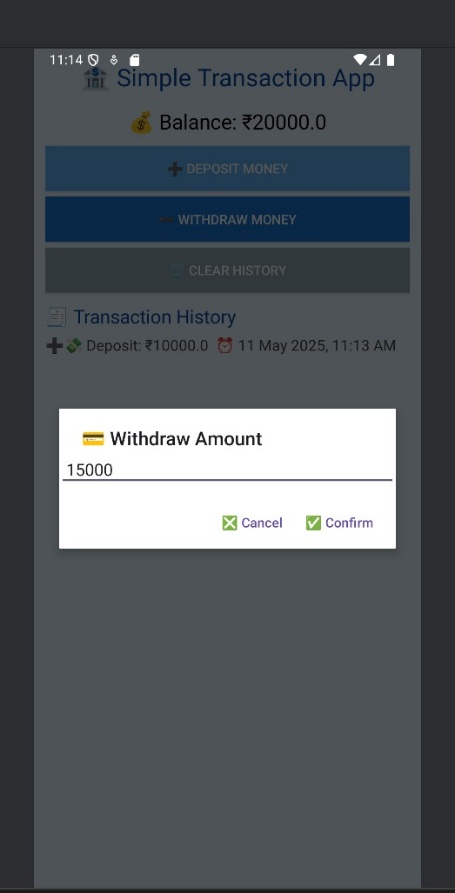 11:14
🏦 Simple Transaction App
💰 Balance: ₹20000.0
➕ DEPOSIT MONEY
➖ WITHDRAW MONEY
🧾 CLEAR HISTORY
🧾 Transaction History
➕💸 Deposit: ₹10000.0 ⏰ 11 May 2025, 11:13 AM
💳 Withdraw Amount
15000
❎ Cancel ✅ Confirm